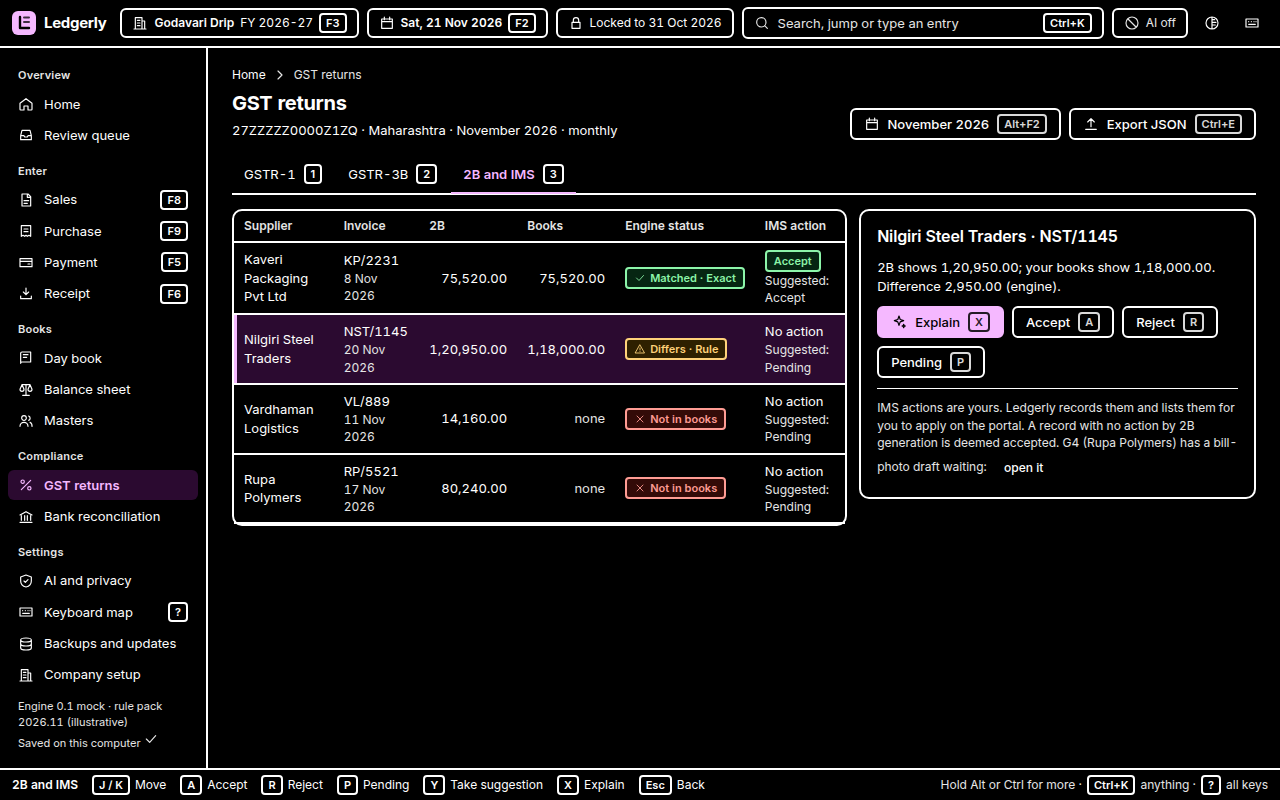 Ledgerly
Godavari Drip FY 2026-27 F3
Sat, 21 Nov 2026 F2
Locked to 31 Oct 2026
Search, jump or type an entry Ctrl+K
AI off
Overview
Home
Review queue
Enter
Sales F8
Purchase F9
Payment F5
Receipt F6
Books
Day book
Balance sheet
Masters
Compliance
GST returns
Bank reconciliation
Settings
AI and privacy
Keyboard map ?
Backups and updates
Company setup
Engine 0.1 mock · rule pack
2026.11 (illustrative)
Saved on this computer
Home > GST returns
GST returns
27ZZZZZ0000Z1ZQ · Maharashtra · November 2026 · monthly
November 2026 Alt+F2
Export JSON Ctrl+E
GSTR-1 1
GSTR-3B 2
2B and IMS 3
Supplier Invoice 2B Books Engine status IMS action
Kaveri
Packaging
Pvt Ltd
KP/2231
8 Nov
2026
75,520.00
75,520.00
Matched · Exact
Accept
Suggested:
Accept
Nilgiri Steel
Traders
NST/1145
20 Nov
2026
1,20,950.00
1,18,000.00
Differs · Rule
No action
Suggested:
Pending
Vardhaman
Logistics
VL/889
11 Nov
2026
14,160.00
none
Not in books
No action
Suggested:
Pending
Rupa
Polymers
RP/5521
17 Nov
2026
80,240.00
none
Not in books
No action
Suggested:
Pending
Nilgiri Steel Traders · NST/1145
2B shows 1,20,950.00; your books show 1,18,000.00.
Difference 2,950.00 (engine).
Explain X
Accept A
Reject R
Pending P
IMS actions are yours. Ledgerly records them and lists them for
you to apply on the portal. A record with no action by 2B
generation is deemed accepted. G4 (Rupa Polymers) has a bill-
photo draft waiting: open it
2B and IMS J / K Move A Accept R Reject P Pending Y Take suggestion X Explain Esc Back
Hold Alt or Ctrl for more · Ctrl+K anything · ? all keys